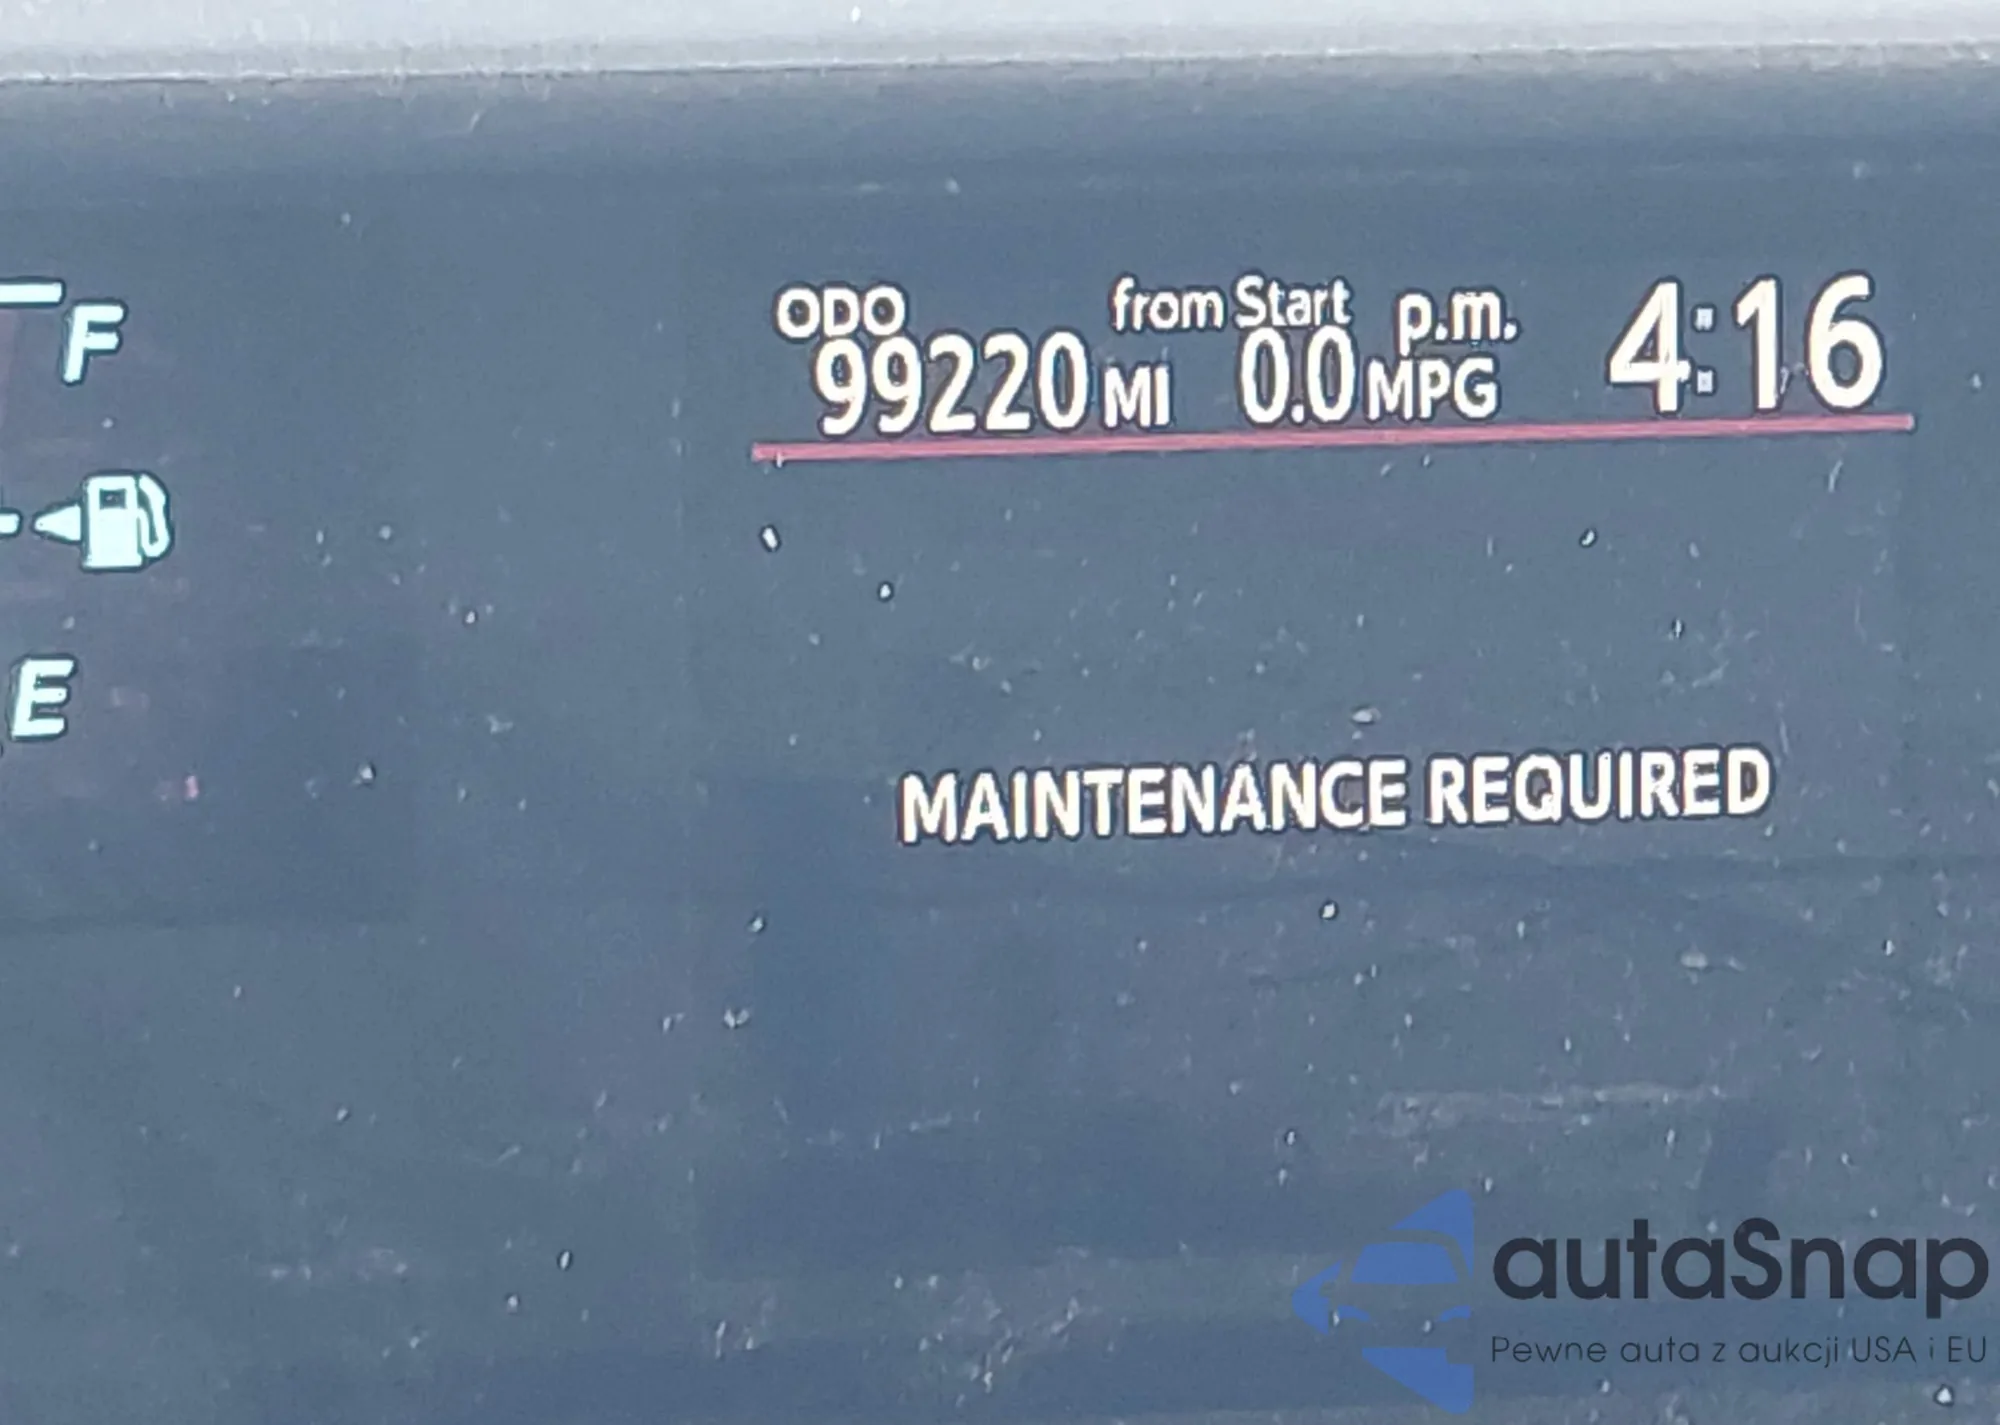 F
E
ODO from Start p.m. 4:16
99220 MI 0.0 MPG
MAINTENANCE REQUIRED
autaSnap
Pewne auta z aukcji USA i EU